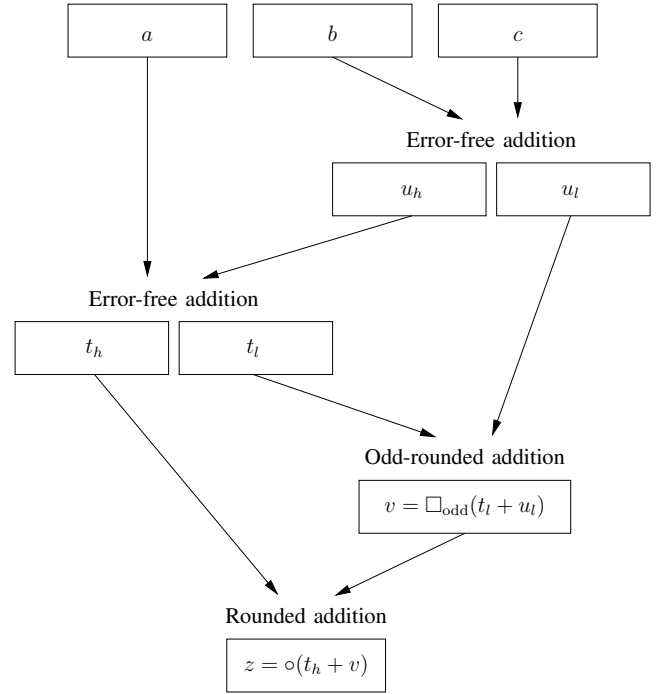 a b c
Error-free addition
u_h u_l
Error-free addition
t_h t_l
Odd-rounded addition
v = □_odd(t_l + u_l)
Rounded addition
z = ∘(t_h + v)